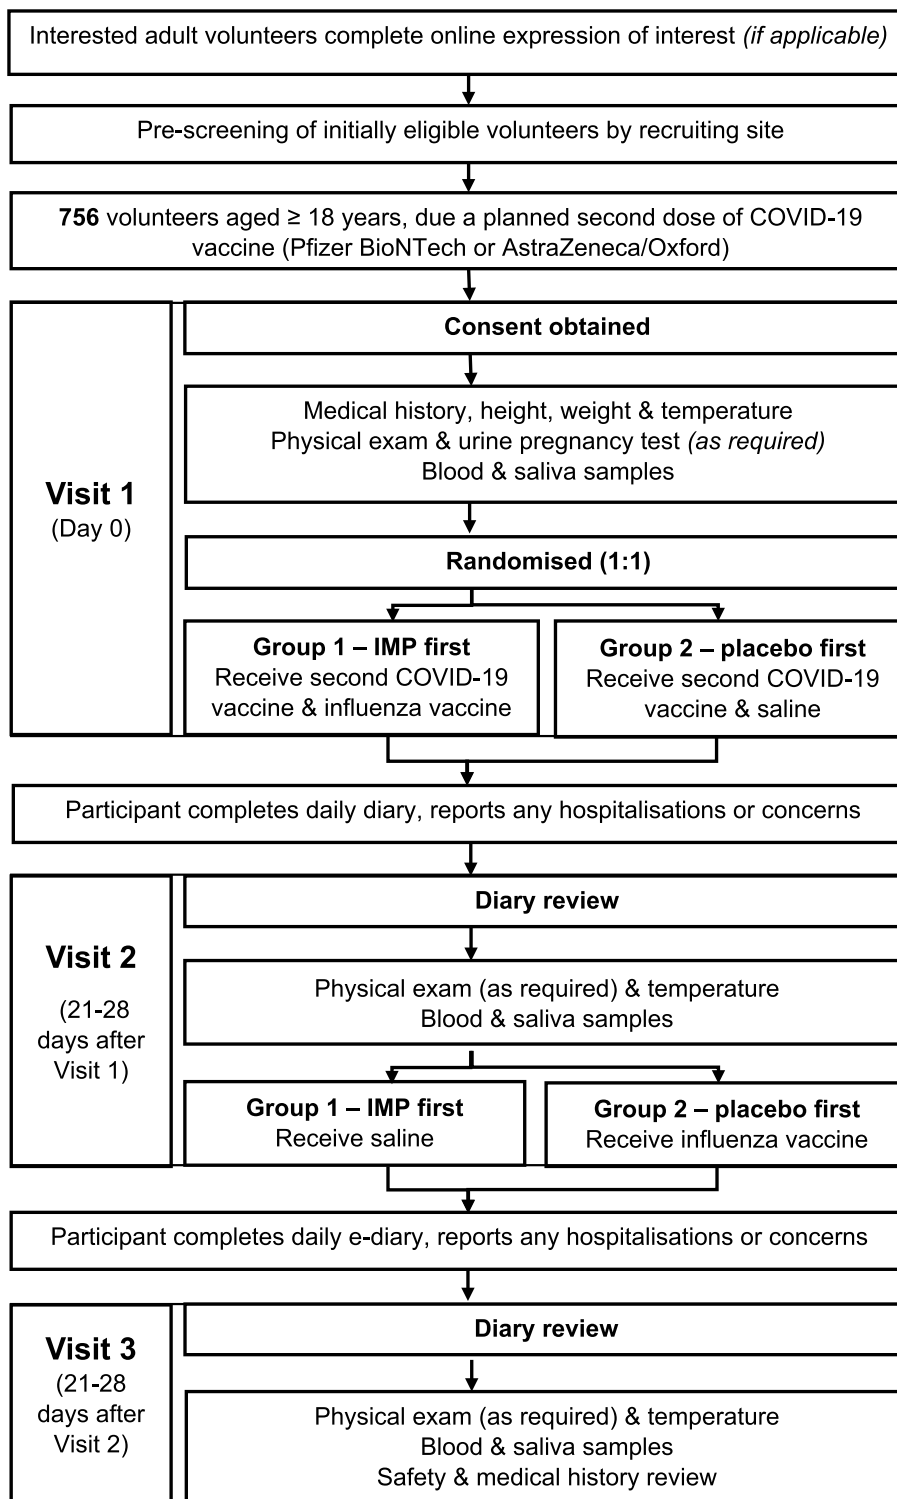 Interested adult volunteers complete online expression of interest (if applicable)
Pre-screening of initially eligible volunteers by recruiting site
756 volunteers aged ≥ 18 years, due a planned second dose of COVID-19
vaccine (Pfizer BioNTech or AstraZeneca/Oxford)
Visit 1
(Day 0)
Consent obtained
Medical history, height, weight & temperature
Physical exam & urine pregnancy test (as required)
Blood & saliva samples
Randomised (1:1)
Group 1 – IMP first
Receive second COVID-19
vaccine & influenza vaccine
Group 2 – placebo first
Receive second COVID-19
vaccine & saline
Participant completes daily diary, reports any hospitalisations or concerns
Visit 2
(21-28
days after
Visit 1)
Diary review
Physical exam (as required) & temperature
Blood & saliva samples
Group 1 – IMP first
Receive saline
Group 2 – placebo first
Receive influenza vaccine
Participant completes daily e-diary, reports any hospitalisations or concerns
Visit 3
(21-28
days after
Visit 2)
Diary review
Physical exam (as required) & temperature
Blood & saliva samples
Safety & medical history review